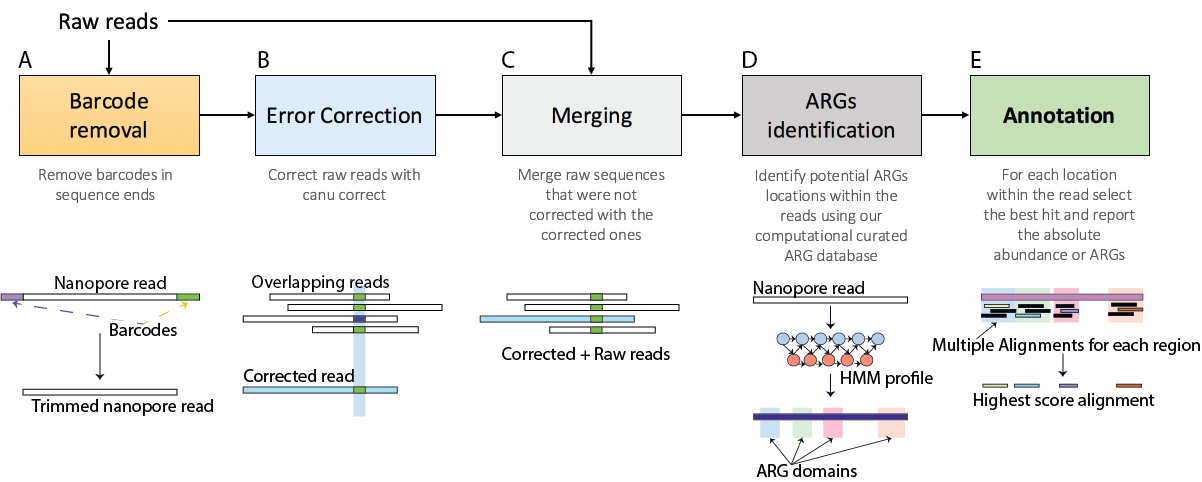 Raw reads
A
Barcode
removal
Remove barcodes in
sequence ends
Nanopore read
Barcodes
Trimmed nanopore read
B
Error Correction
Correct raw reads with
canu correct
Overlapping reads
Corrected read
C
Merging
Merge raw sequences
that were not
corrected with the
corrected ones
Corrected + Raw reads
D
ARGs
identification
Identify potential ARGs
locations within the
reads using our
computational curated
ARG database
Nanopore read
HMM profile
ARG domains
E
Annotation
For each location
within the read select
the best hit and report
the absolute
abundance or ARGs
Multiple Alignments for each region
Highest score alignment